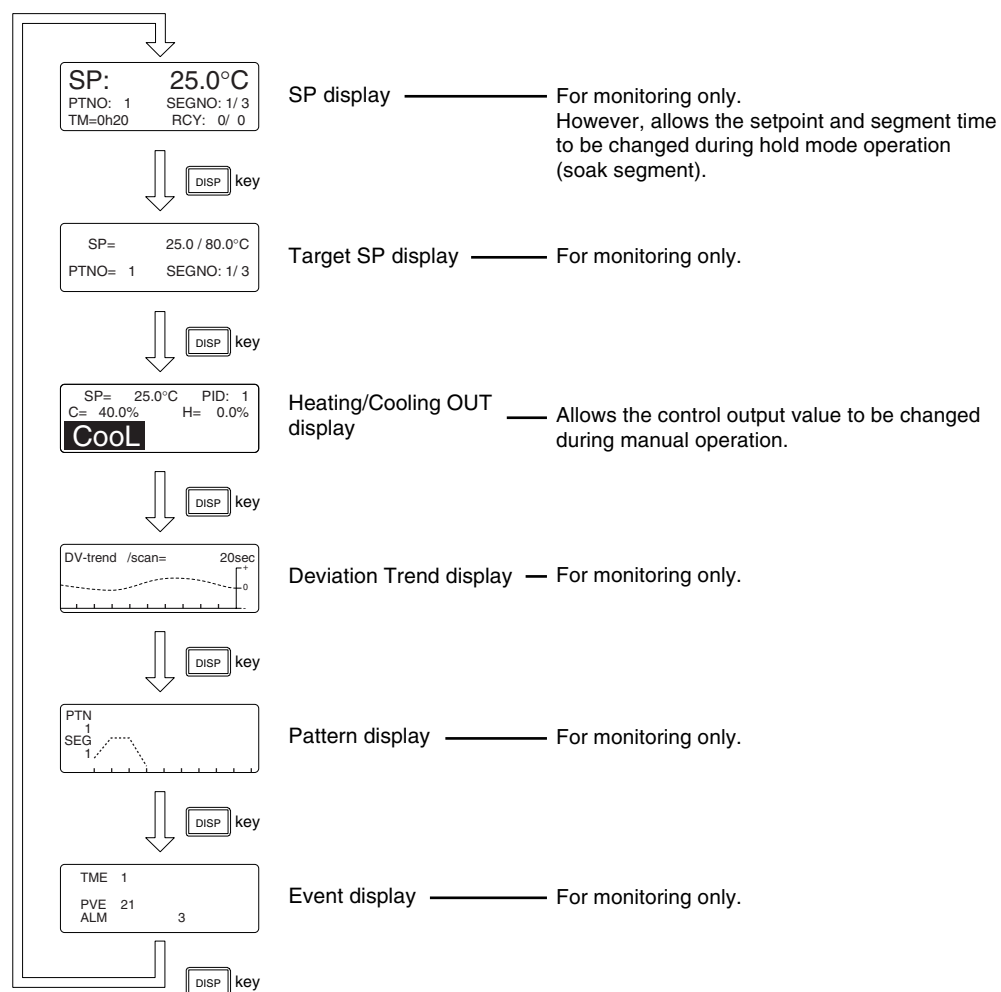 SP: 25.0°C
PTNO: 1 SEGNO: 1/ 3
TM=0h20 RCY: 0/ 0
SP display
For monitoring only.
However, allows the setpoint and segment time
to be changed during hold mode operation
(soak segment).
DISP key
SP= 25.0 / 80.0°C
PTNO= 1 SEGNO: 1/ 3
Target SP display
For monitoring only.
DISP key
SP= 25.0°C PID: 1
C= 40.0% H= 0.0%
CooL
Heating/Cooling OUT
display
Allows the control output value to be changed
during manual operation.
DISP key
DV-trend /scan= 20sec
+
0
-
Deviation Trend display
For monitoring only.
DISP key
PTN
1
SEG
1
Pattern display
For monitoring only.
DISP key
TME 1
PVE 21
ALM 3
Event display
For monitoring only.
DISP key